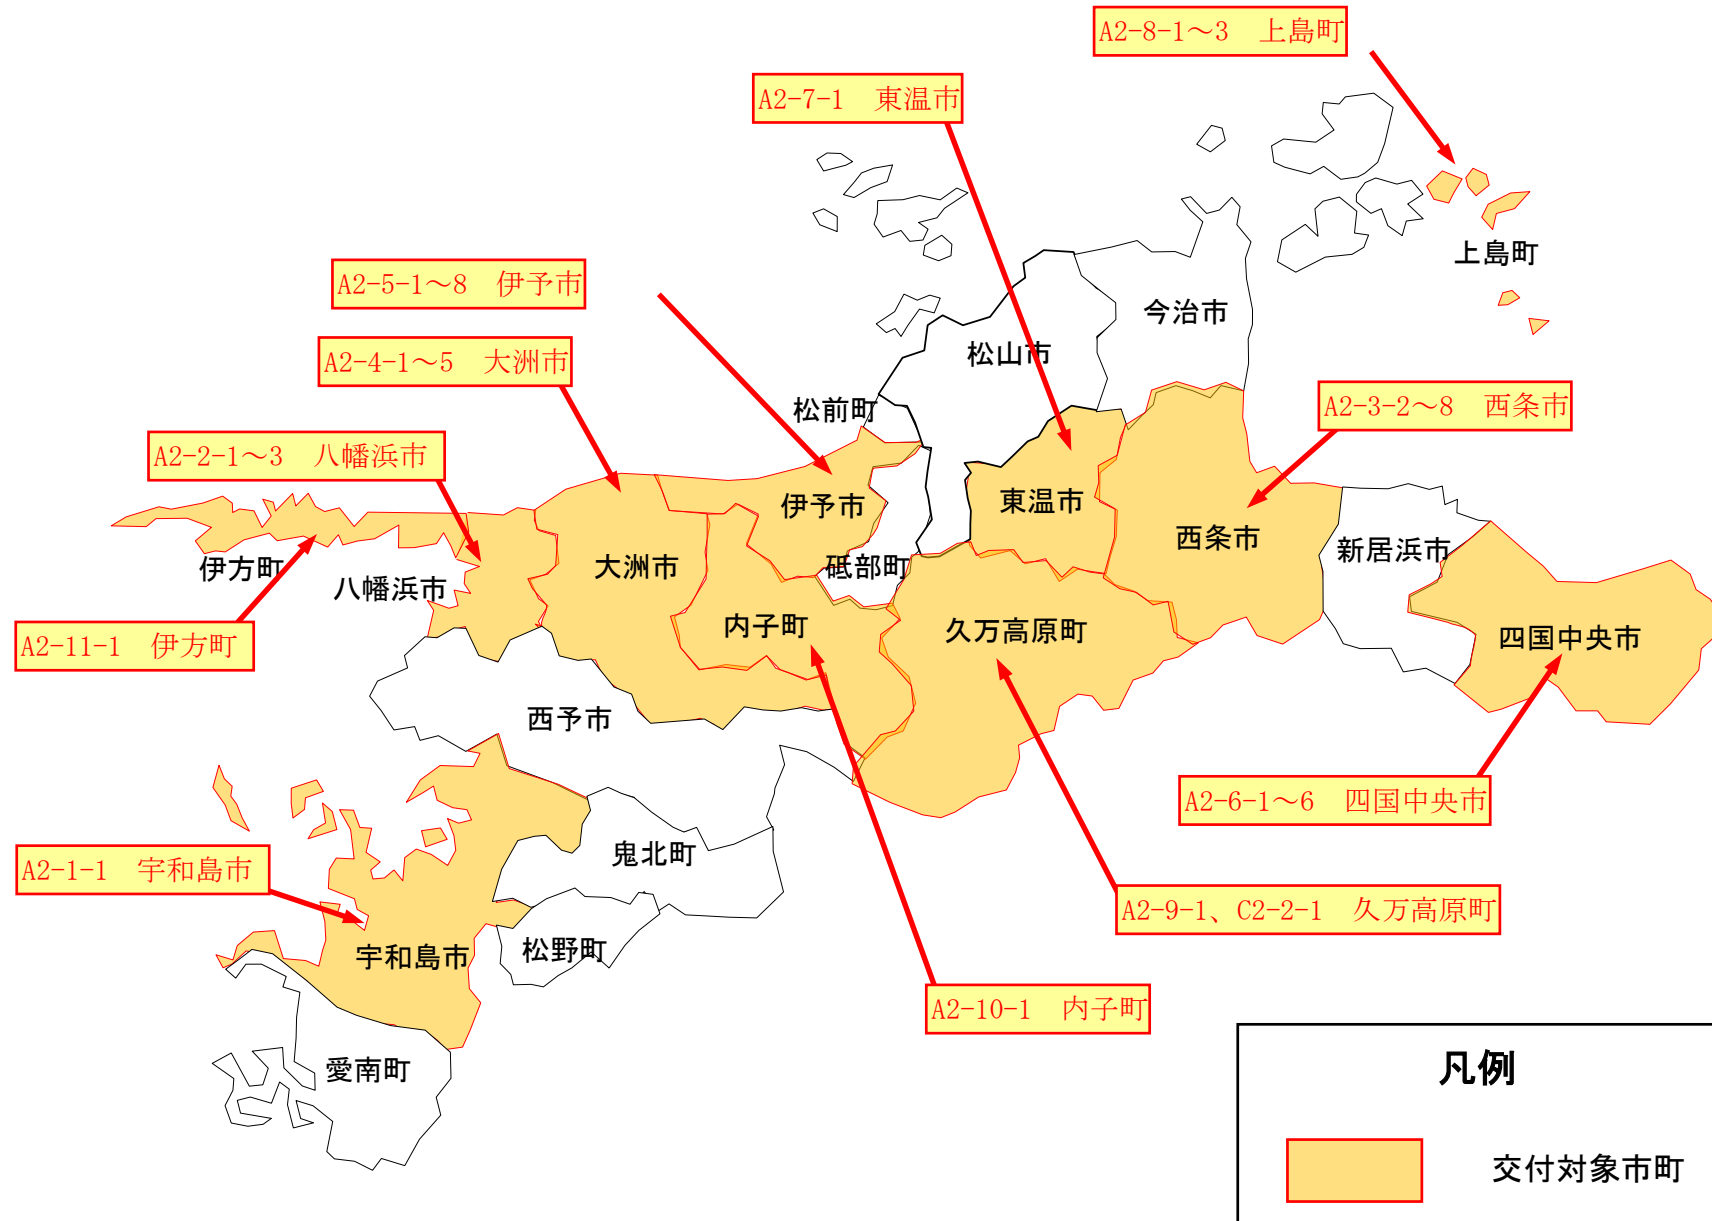 A2-8-1～3　上島町
A2-7-1　東温市
上島町
A2-5-1～8　伊予市
今治市
松山市
A2-4-1～5　大洲市
松前町
A2-3-2～8　西条市
A2-2-1～3　八幡浜市
伊予市
東温市
西条市
新居浜市
伊方町
大洲市
砥部町
八幡浜市
内子町
久万高原町
四国中央市
A2-11-1　伊方町
西予市
A2-6-1～6　四国中央市
鬼北町
A2-1-1　宇和島市
A2-9-1、C2-2-1　久万高原町
宇和島市
松野町
A2-10-1　内子町
愛南町
凡例
交付対象市町